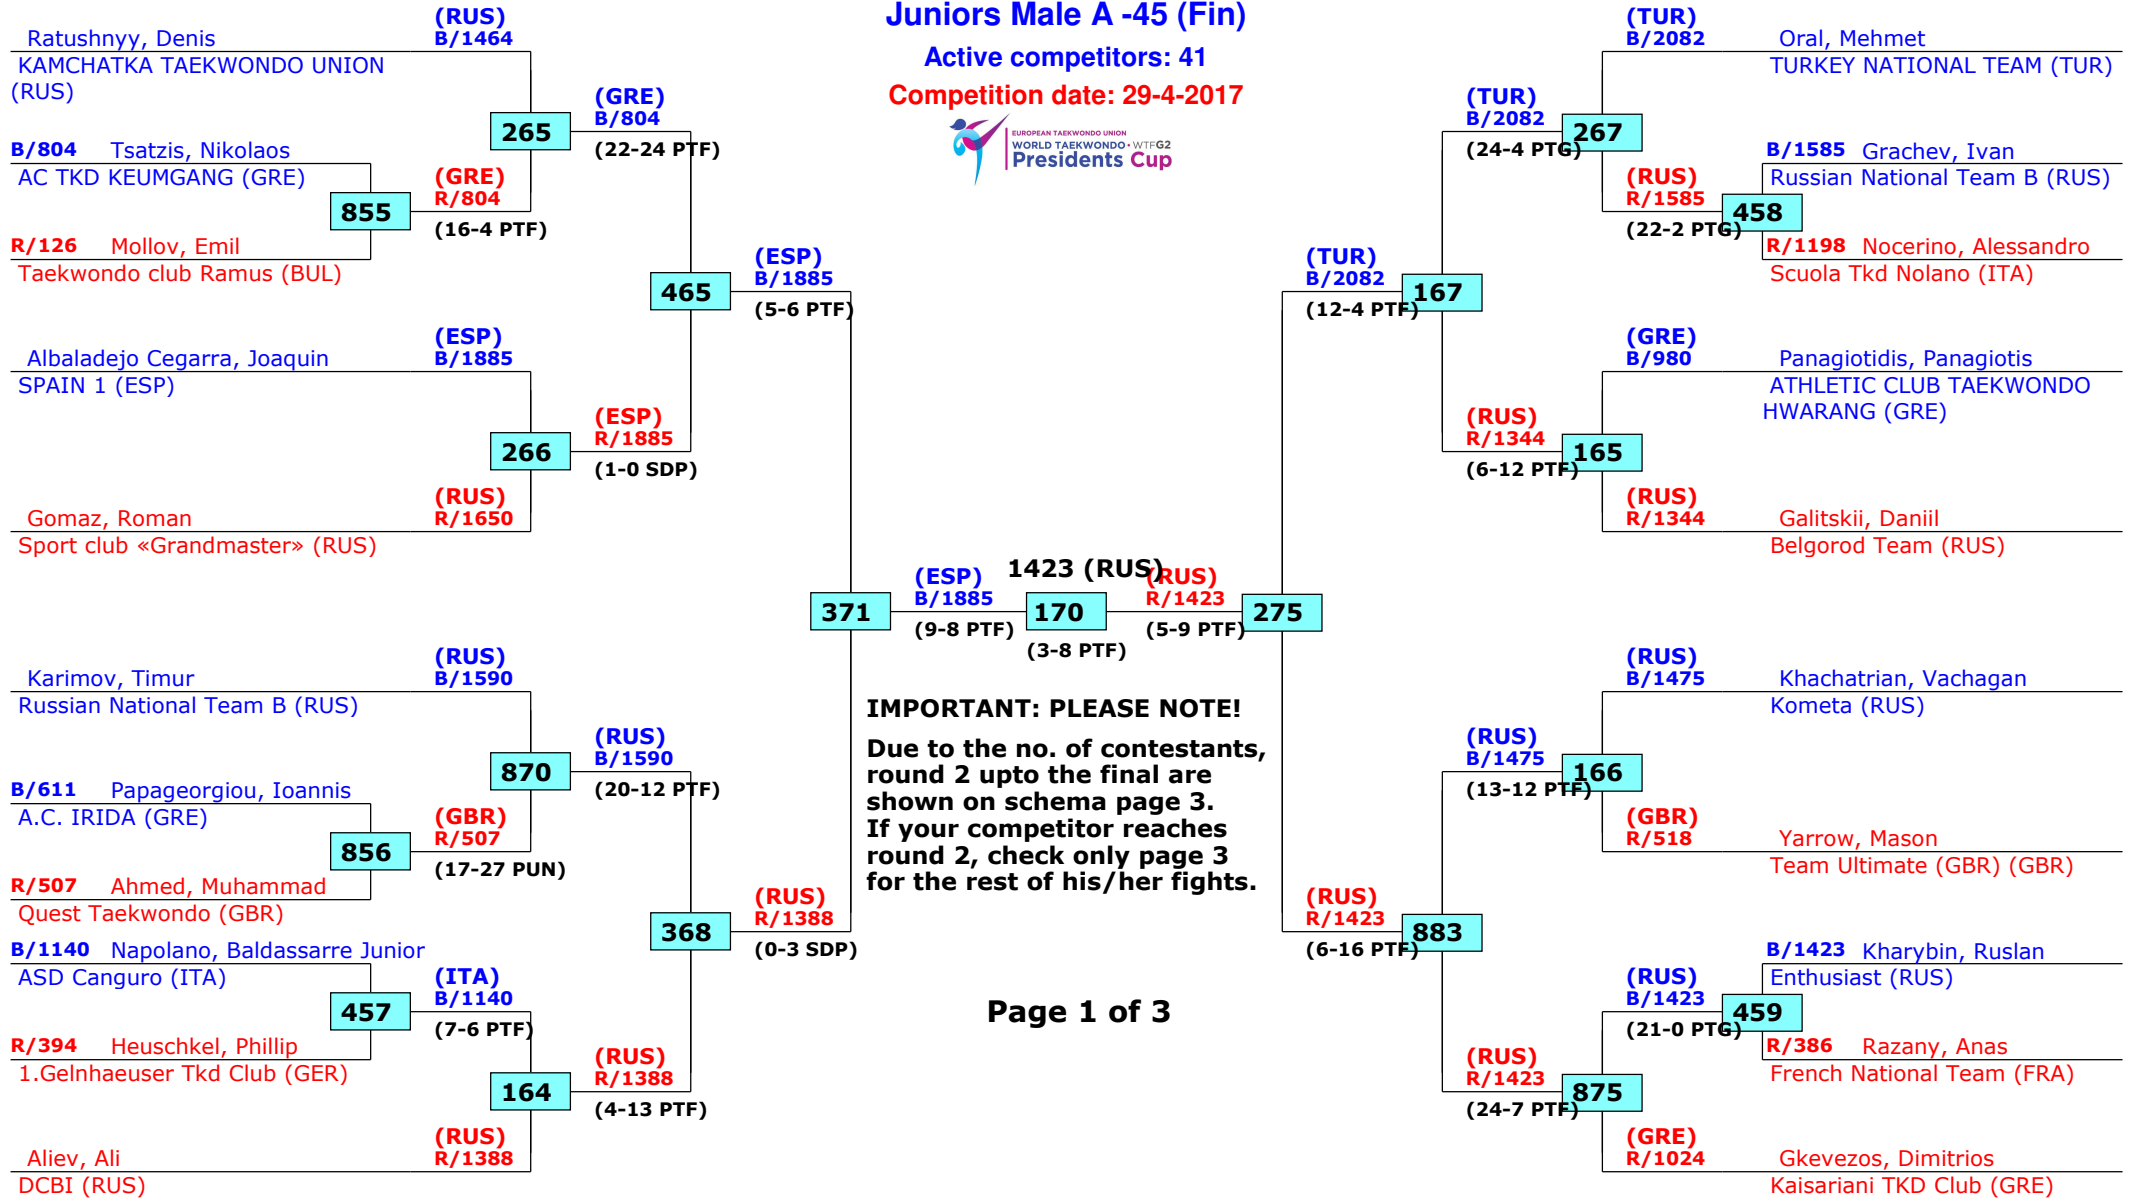 Juniors Male A -45 (Fin)
Active competitors: 41
Competition date: 29-4-2017
EUROPEAN TAEKWONDO UNION
WORLD TAEKWONDO • WTFG2
Presidents Cup
(RUS)
Ratushnyy, Denis B/1464
KAMCHATKA TAEKWONDO UNION
(RUS)
265
(GRE)
B/804
(22-24 PTF)
B/804 Tsatzis, Nikolaos
AC TKD KEUMGANG (GRE)
855
(GRE)
R/804
(16-4 PTF)
R/126 Mollov, Emil
Taekwondo club Ramus (BUL)
465
(ESP)
B/1885
(5-6 PTF)
(ESP)
Albaladejo Cegarra, Joaquin B/1885
SPAIN 1 (ESP)
266
(ESP)
R/1885
(1-0 SDP)
(RUS)
Gomaz, Roman R/1650
Sport club «Grandmaster» (RUS)
371
(ESP)
B/1885
(9-8 PTF)
1423 (RUS)
170
(3-8 PTF)
(RUS)
R/1423
(5-9 PTF)
275
(RUS)
Karimov, Timur B/1590
Russian National Team B (RUS)
870
(RUS)
B/1590
(20-12 PTF)
B/611 Papageorgiou, Ioannis
A.C. IRIDA (GRE)
856
(GBR)
R/507
(17-27 PUN)
R/507 Ahmed, Muhammad
Quest Taekwondo (GBR)
368
(RUS)
R/1388
(0-3 SDP)
B/1140 Napolano, Baldassarre Junior
ASD Canguro (ITA)
457
(ITA)
B/1140
(7-6 PTF)
R/394 Heuschkel, Phillip
1.Gelnhaeuser Tkd Club (GER)
164
(RUS)
R/1388
(4-13 PTF)
(RUS)
Aliev, Ali R/1388
DCBI (RUS)
IMPORTANT: PLEASE NOTE!
Due to the no. of contestants,
round 2 upto the final are
shown on schema page 3.
If your competitor reaches
round 2, check only page 3
for the rest of his/her fights.
Page 1 of 3
(TUR)
B/2082 Oral, Mehmet
TURKEY NATIONAL TEAM (TUR)
(TUR)
B/2082
(24-4 PTG)
267
B/1585 Grachev, Ivan
Russian National Team B (RUS)
(RUS)
R/1585
(22-2 PTG)
458
R/1198 Nocerino, Alessandro
Scuola Tkd Nolano (ITA)
(TUR)
B/2082
(12-4 PTF)
167
(GRE)
B/980 Panagiotidis, Panagiotis
ATHLETIC CLUB TAEKWONDO
HWARANG (GRE)
(RUS)
R/1344
(6-12 PTF)
165
(RUS)
R/1344 Galitskii, Daniil
Belgorod Team (RUS)
(RUS)
B/1475 Khachatrian, Vachagan
Kometa (RUS)
(RUS)
B/1475
(13-12 PTF)
166
(GBR)
R/518 Yarrow, Mason
Team Ultimate (GBR) (GBR)
(RUS)
R/1423
(6-16 PTF)
883
B/1423 Kharybin, Ruslan
Enthusiast (RUS)
(RUS)
B/1423
(21-0 PTG)
459
R/386 Razany, Anas
French National Team (FRA)
(RUS)
R/1423
(24-7 PTF)
875
(GRE)
R/1024 Gkevezos, Dimitrios
Kaisariani TKD Club (GRE)